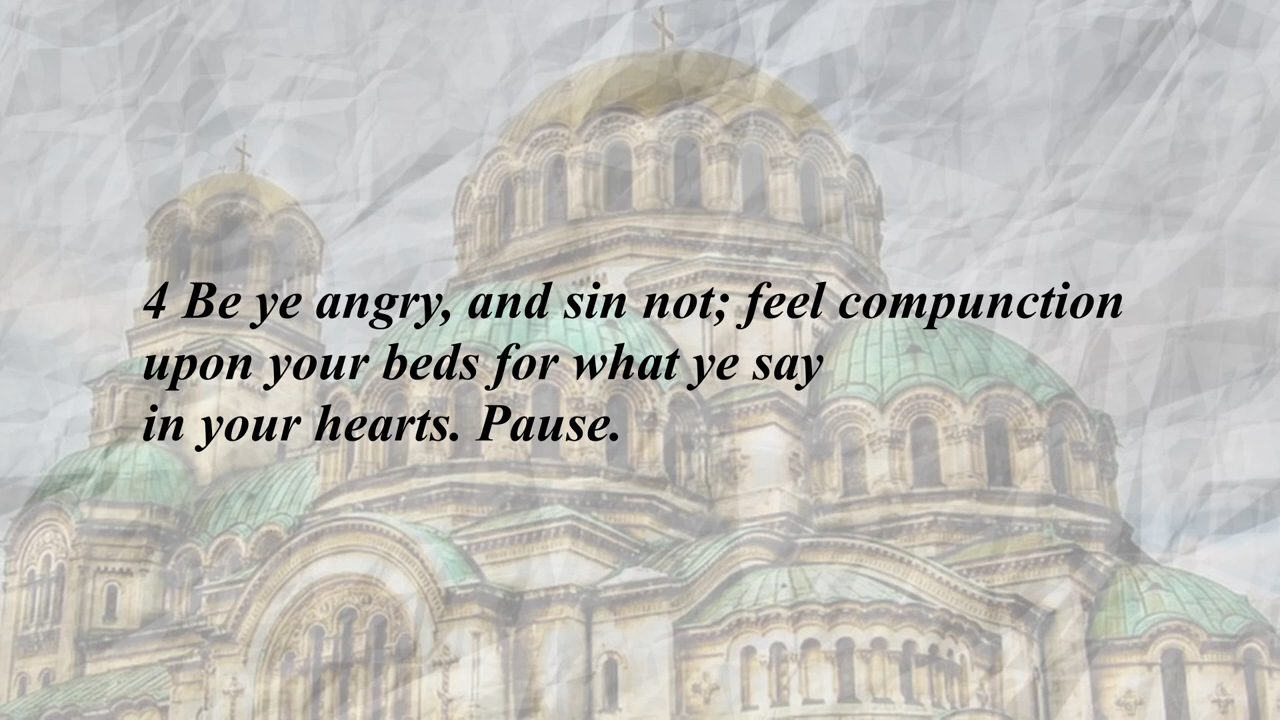 4 Be ye angry, and sin not; feel compunction
upon your beds for what ye say
in your hearts. Pause.